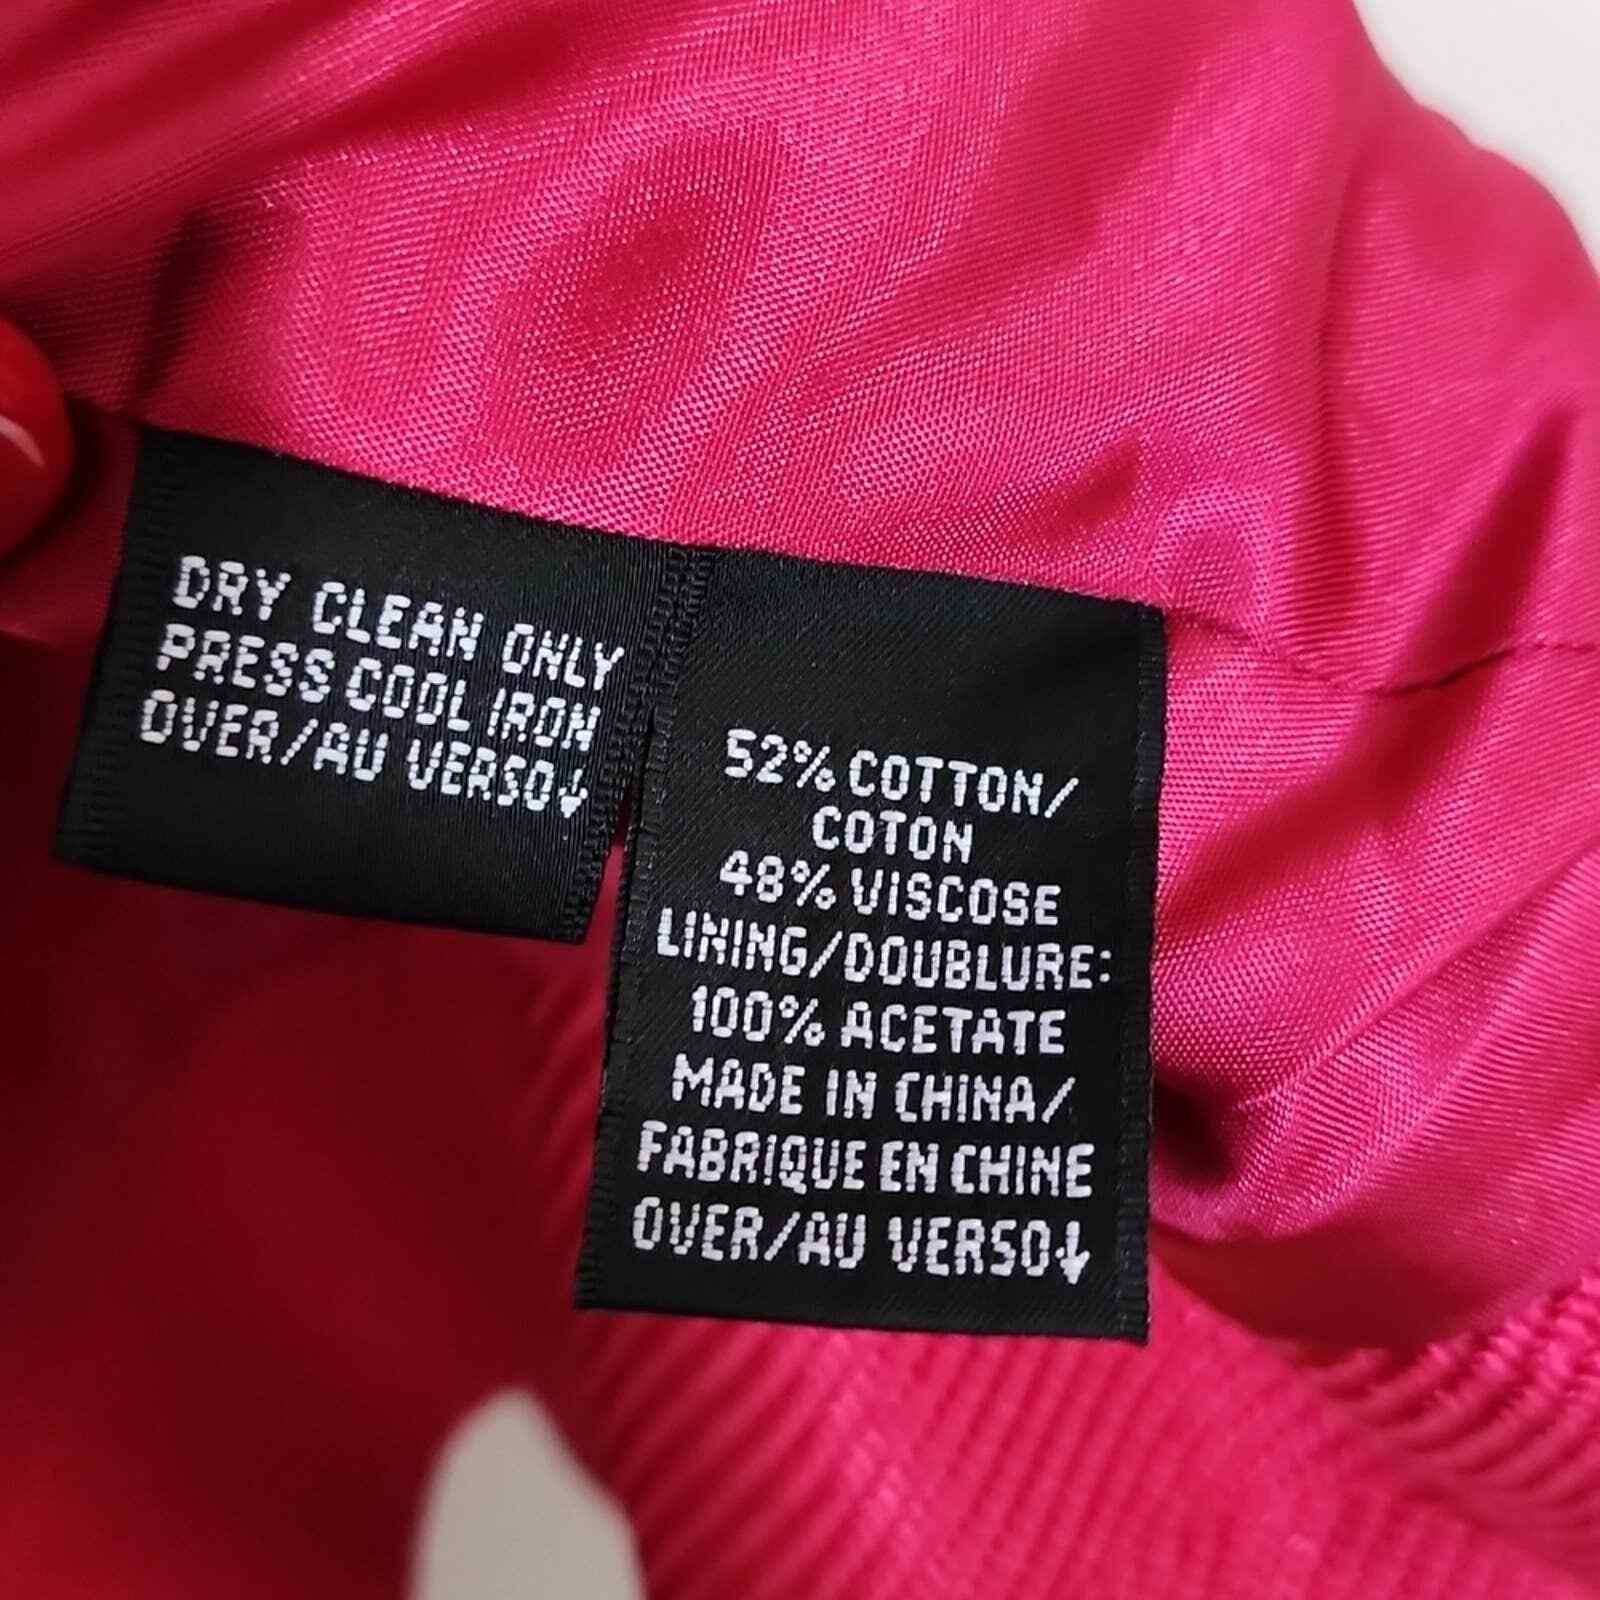 DRY CLEAN ONLY
PRESS COOL IRON
OVER/AU VERSO↓
52% COTTON/
COTON
48% VISCOSE
LINING/DOUBLURE:
100% ACETATE
MADE IN CHINA/
FABRIQUE EN CHINE
OVER/AU VERSO↓